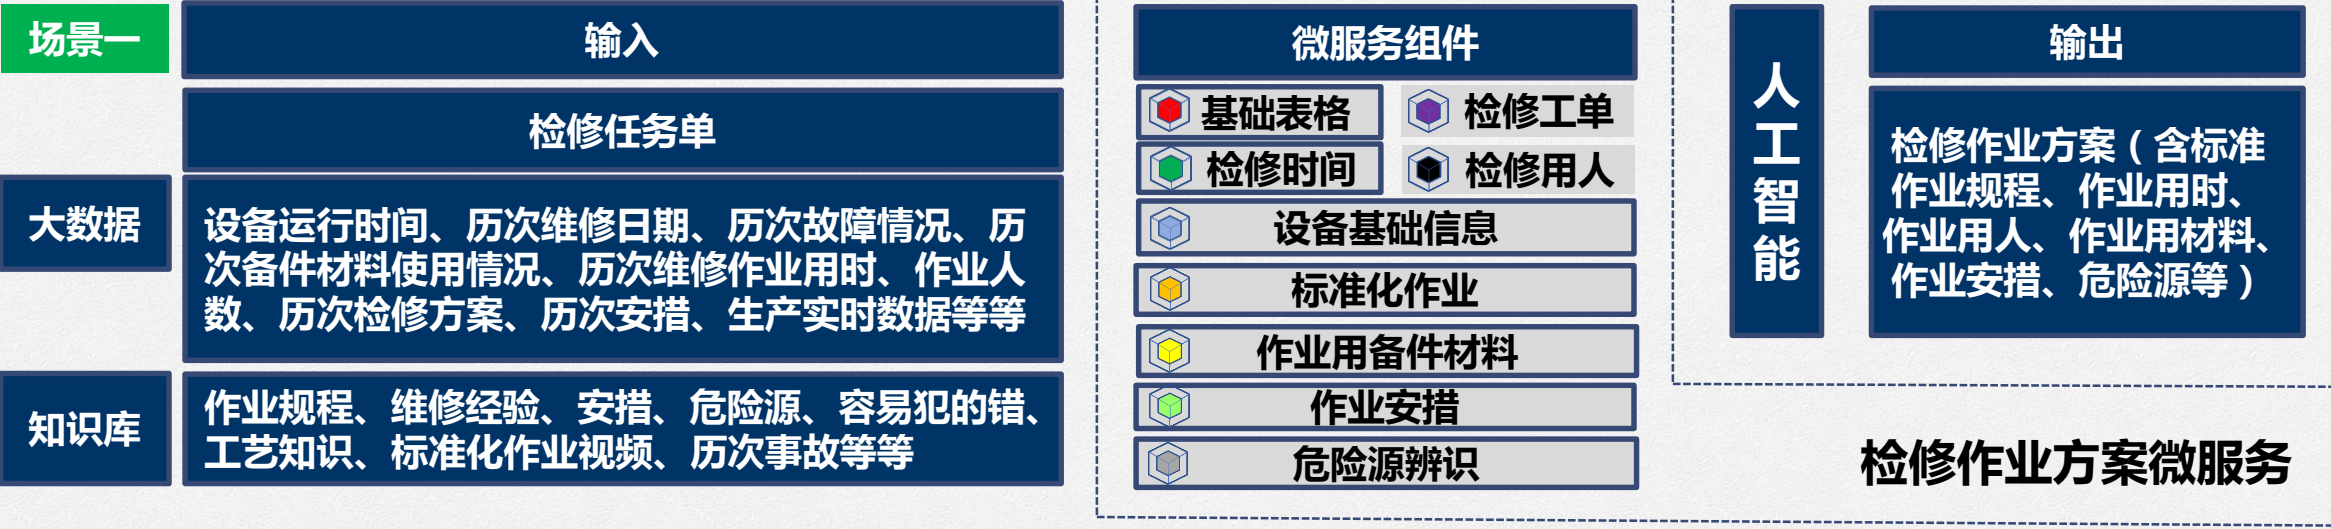 场景一
输入
检修任务单
大数据
设备运行时间、历次维修日期、历次故障情况、历
次备件材料使用情况、历次维修作业用时、作业人
数、历次检修方案、历次安措、生产实时数据等等
知识库
作业规程、维修经验、安措、危险源、容易犯的错、
工艺知识、标准化作业视频、历次事故等等
微服务组件
基础表格
检修工单
检修时间
检修用人
设备基础信息
标准化作业
作业用备件材料
作业安措
危险源辨识
人工智能
输出
检修作业方案（含标准
作业规程、作业用时、
作业用人、作业用材料、
作业安措、危险源等）
检修作业方案微服务